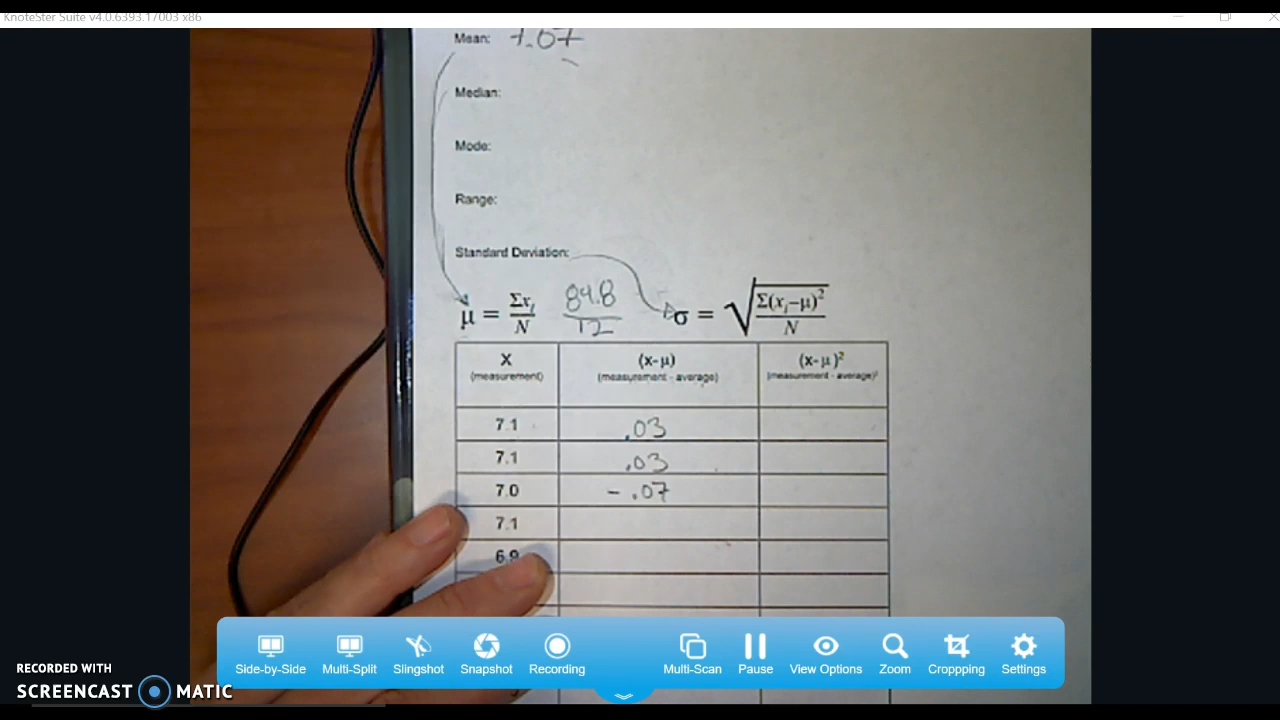 KnoteSter Suite v4.0.6393.17003 x86
Mean: 7.07
Median:
Mode:
Range:
Standard Deviation:
μ = Σxᵢ / N 84.8 / 12 σ = √(Σ(xᵢ-μ)² / N)
X (x-μ) (x-μ)²
(measurement) (measurement - average) (measurement - average)²
7.1 .03
7.1 .03
7.0 -.07
7.1
6.9
Side-by-Side Multi-Split Slingshot Snapshot Recording Multi-Scan Pause View Options Zoom Croppping Settings
RECORDED WITH
SCREENCAST MATIC